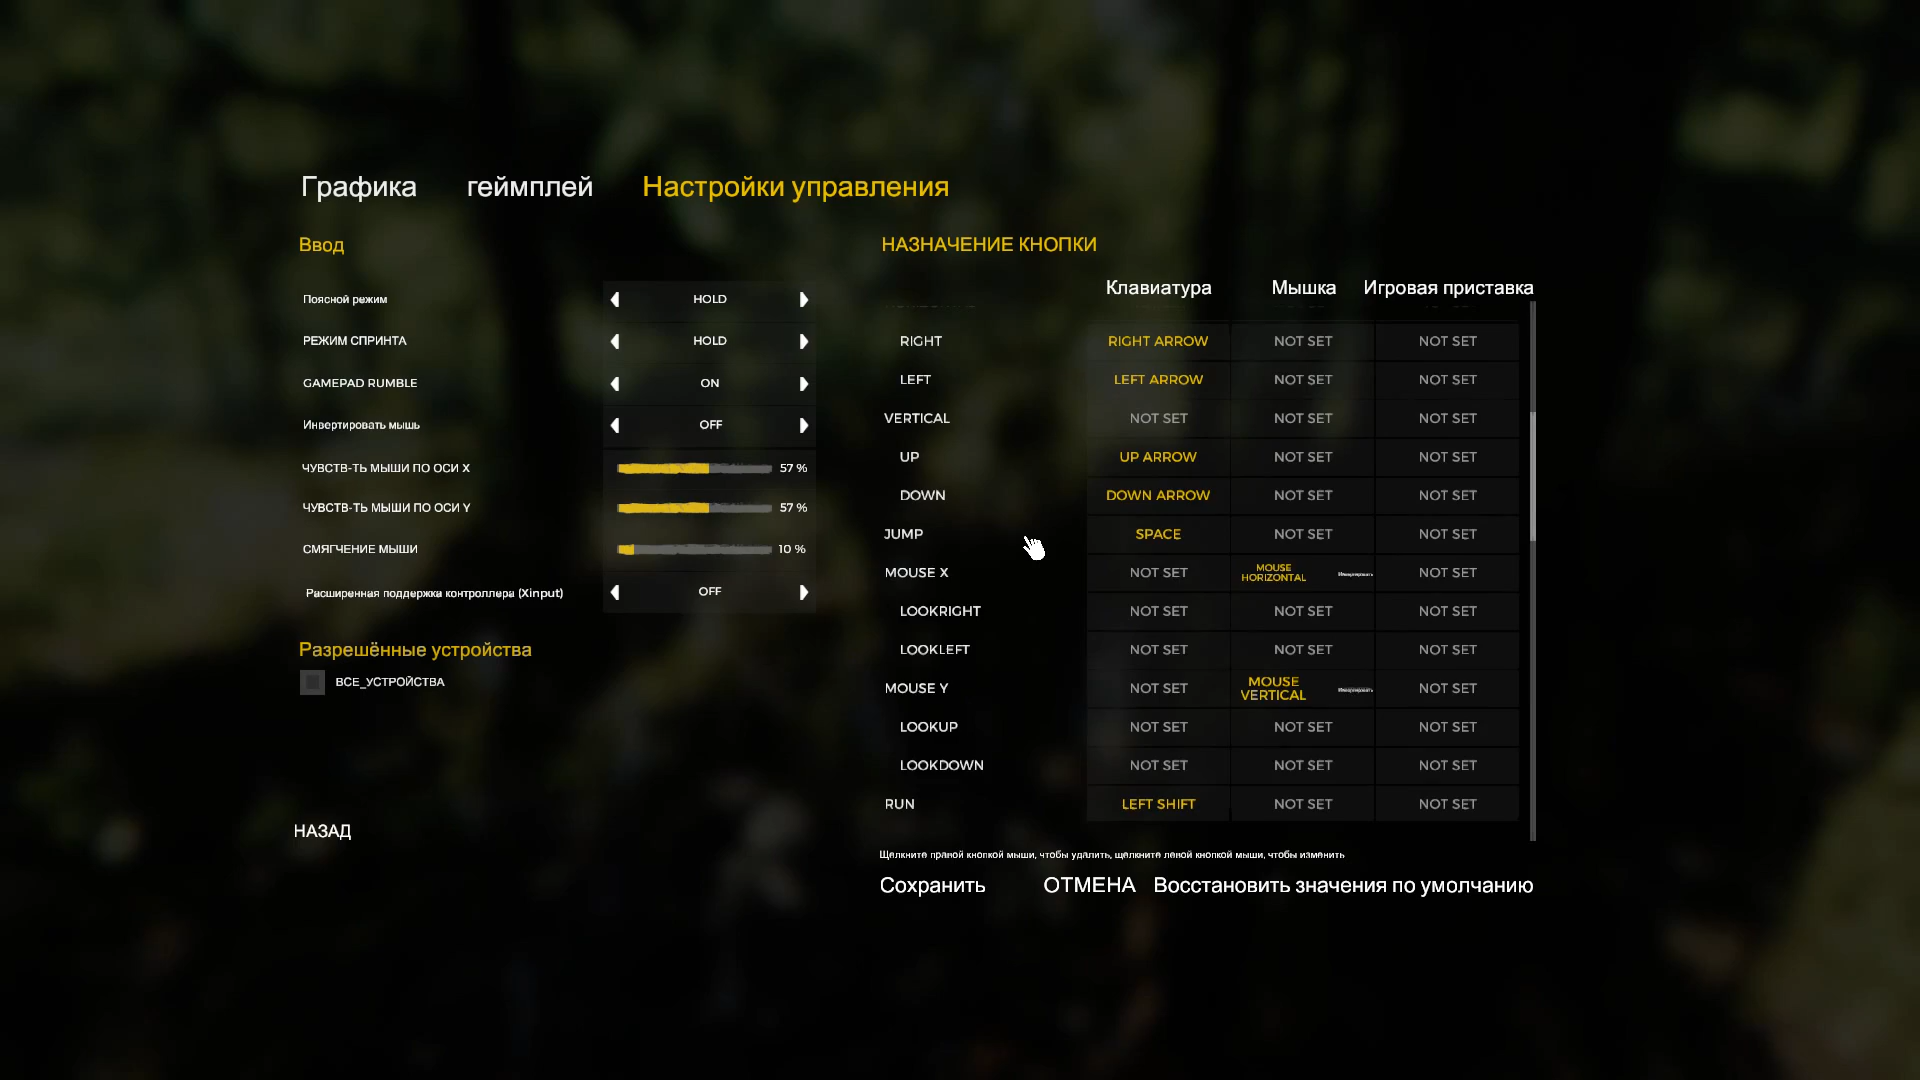 Графика геймплей Настройки управления
Ввод
Поясной режим HOLD
РЕЖИМ СПРИНТА HOLD
GAMEPAD RUMBLE ON
Инвертировать мышь OFF
ЧУВСТВ-ТЬ МЫШИ ПО ОСИ X 57 %
ЧУВСТВ-ТЬ МЫШИ ПО ОСИ Y 57 %
СМЯГЧЕНИЕ МЫШИ 10 %
Расширенная поддержка контроллера (Xinput) OFF
Разрешённые устройства
ВСЕ_УСТРОЙСТВА
НАЗАД
НАЗНАЧЕНИЕ КНОПКИ
Клавиатура Мышка Игровая приставка
RIGHT RIGHT ARROW NOT SET NOT SET
LEFT LEFT ARROW NOT SET NOT SET
VERTICAL NOT SET NOT SET NOT SET
UP UP ARROW NOT SET NOT SET
DOWN DOWN ARROW NOT SET NOT SET
JUMP SPACE NOT SET NOT SET
MOUSE X NOT SET MOUSE HORIZONTAL Инвертировать NOT SET
LOOKRIGHT NOT SET NOT SET NOT SET
LOOKLEFT NOT SET NOT SET NOT SET
MOUSE Y NOT SET MOUSE VERTICAL Инвертировать NOT SET
LOOKUP NOT SET NOT SET NOT SET
LOOKDOWN NOT SET NOT SET NOT SET
RUN LEFT SHIFT NOT SET NOT SET
Щелкните правой кнопкой мыши, чтобы удалить, щелкните левой кнопкой мыши, чтобы изменить
Сохранить ОТМЕНА Восстановить значения по умолчанию